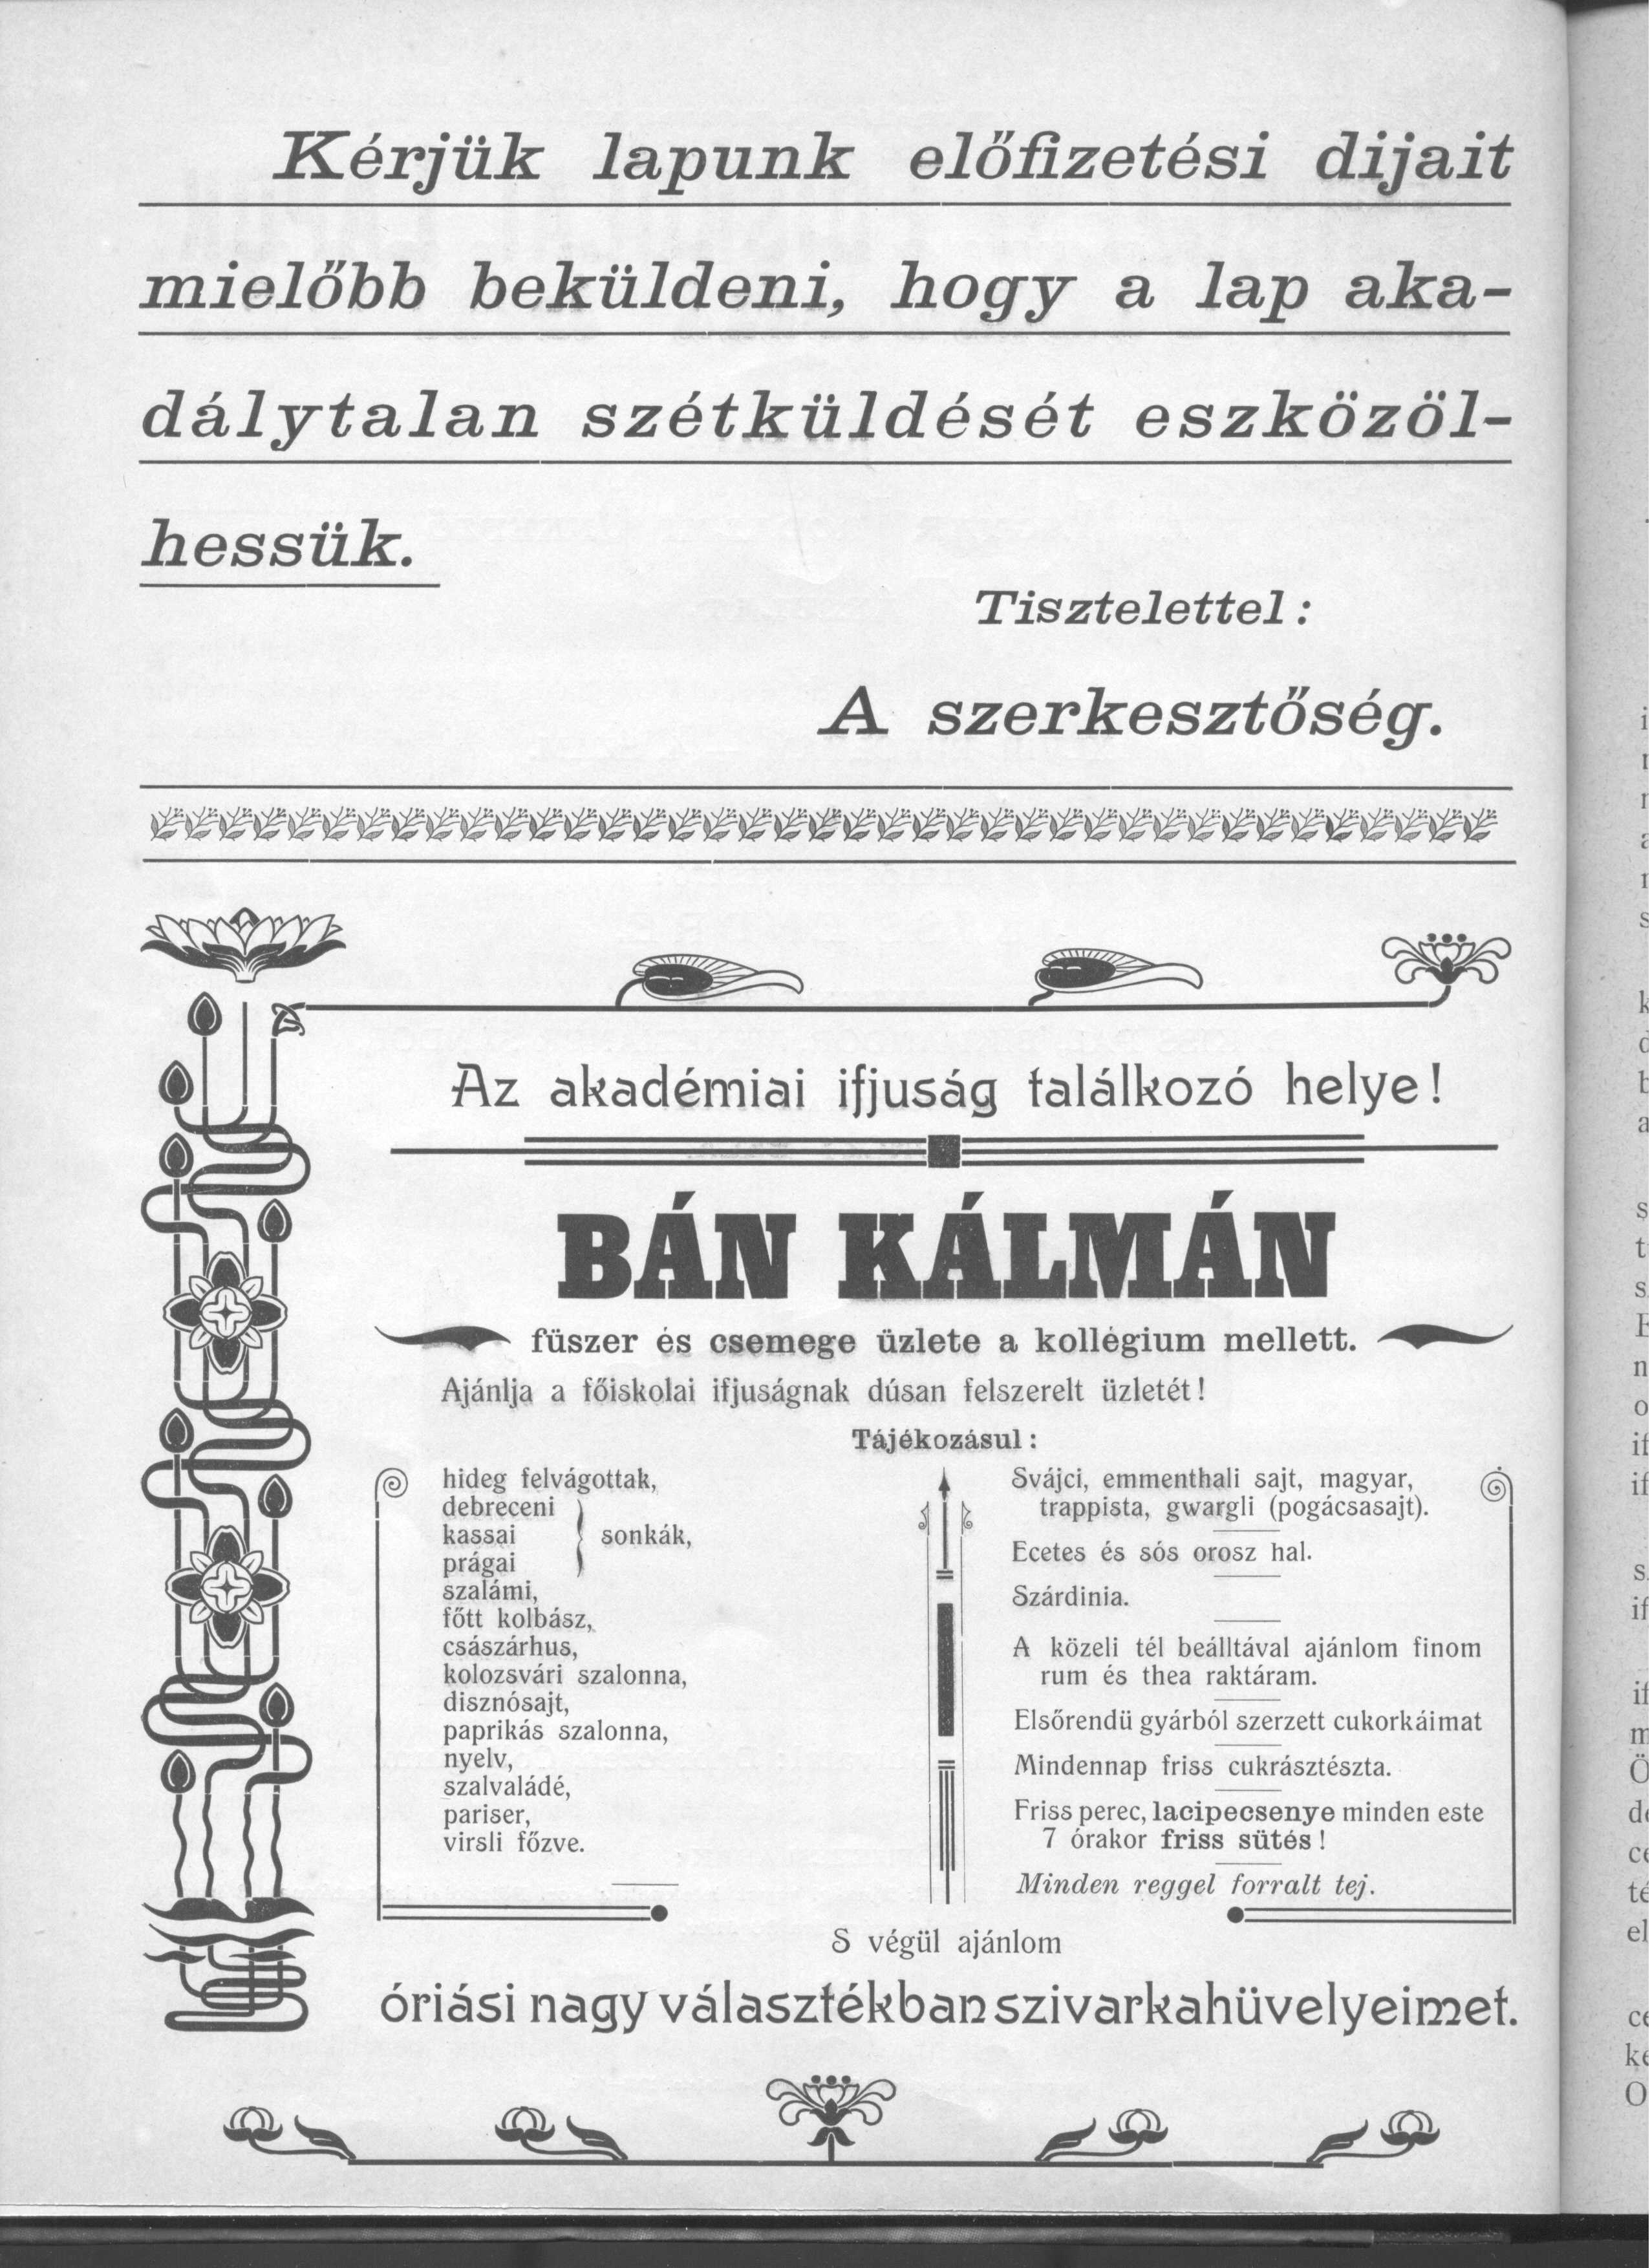 Kérjük lapunk előfizetési dijait
mielőbb beküldeni, hogy a lap aka-
dálytalan szétküldését eszközöl-
hessük.
Tisztelettel:
A szerkesztőség.
Az akadémiai ifjuság találkozó helye!
BÁN KÁLMÁN
füszer és csemege üzlete a kollégium mellett.
Ajánlja a főiskolai ifjuságnak dúsan felszerelt üzletét!
Tájékozásul:
hideg felvágottak,
debreceni
kassai
prágai
sonkák,
szalámi,
főtt kolbász,
császárhus,
kolozsvári szalonna,
disznósajt,
paprikás szalonna,
nyelv,
szalvaládé,
pariser,
virsli főzve.
Svájci, emmenthali sajt, magyar,
trappista, gwargli (pogácsasajt).
Ecetes és sós orosz hal.
Szárdinia.
A közeli tél beálltával ajánlom finom
rum és thea raktáram.
Elsőrendü gyárból szerzett cukorkáimat
Mindennap friss cukrásztészta.
Friss perec, lacipecsenye minden este
7 órakor friss sütés!
Minden reggel forralt tej.
S végül ajánlom
óriási nagy választékban szivarkahüvelyeimet.